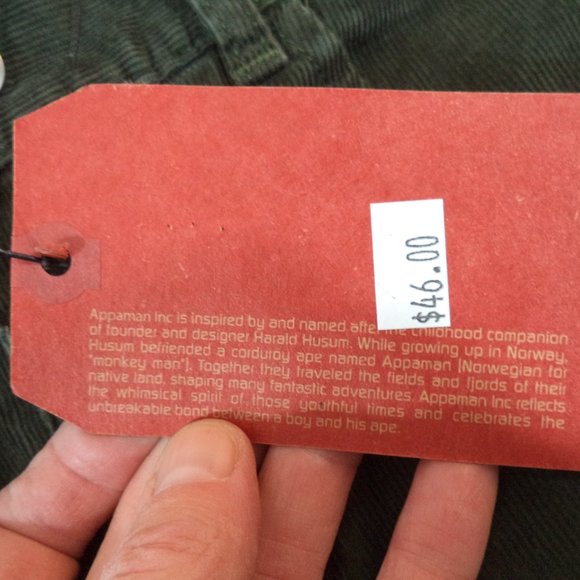 $46.00
Appaman Inc is inspired by and named after the childhood companion
of founder and designer Harald Husum. While growing up in Norway,
Husum befriended a corduroy ape named Appaman [Norwegian for
"monkey man"]. Together they traveled the fields and fjords of their
native land, shaping many fantastic adventures. Appaman Inc reflects
the whimsical spirit of those youthful times and celebrates the
unbreakable bond between a boy and his ape.